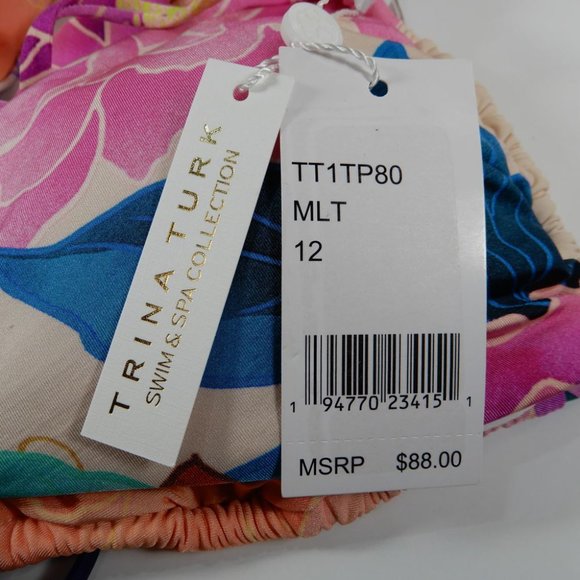 TRINA TURK
SWIM & SPA COLLECTION
TT1TP80
MLT
12
1 94770 23415 1
MSRP $88.00